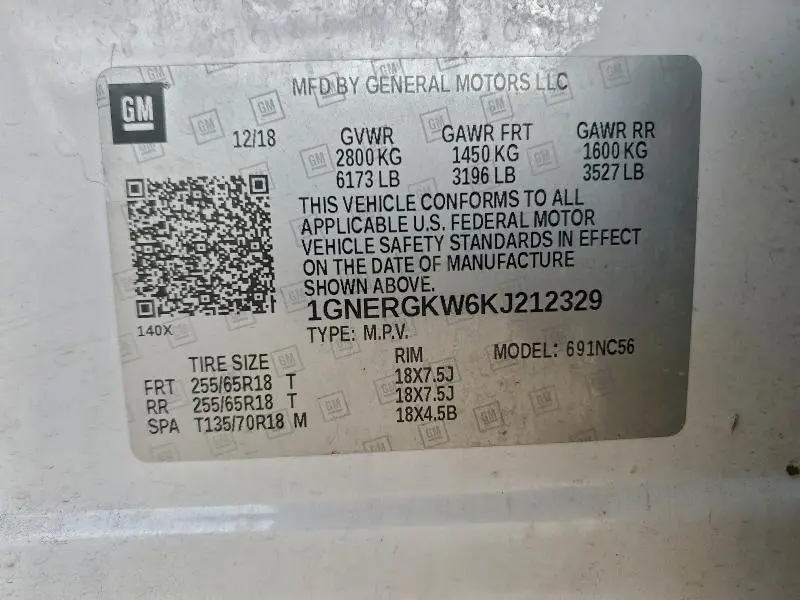 MFD BY GENERAL MOTORS LLC
GM
12/18 GVWR GAWR FRT GAWR RR
2800 KG 1450 KG 1600 KG
6173 LB 3196 LB 3527 LB
THIS VEHICLE CONFORMS TO ALL
APPLICABLE U.S. FEDERAL MOTOR
VEHICLE SAFETY STANDARDS IN EFFECT
ON THE DATE OF MANUFACTURE
SHOWN ABOVE.
1GNERGKW6KJ212329
140X
TYPE: M.P.V.
TIRE SIZE RIM MODEL: 691NC56
FRT 255/65R18 T 18X7.5J
RR 255/65R18 T 18X7.5J
SPA T135/70R18 M 18X4.5B